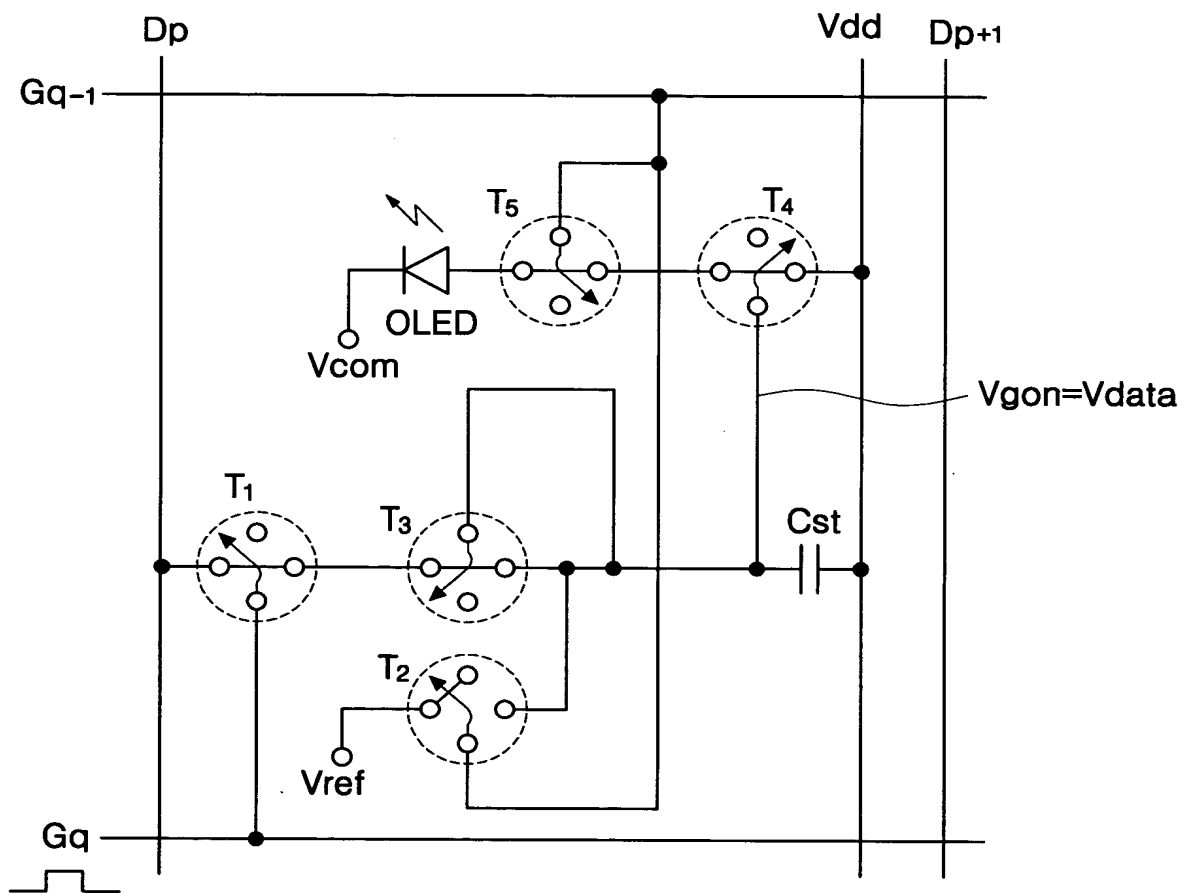 Dp
Vdd
Dp+1
Gq-1
T5
T4
OLED
Vcom
Vgon=Vdata
T1
T3
Cst
T2
Vref
Gq